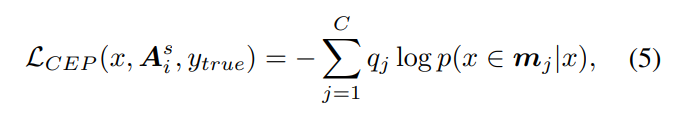 $\mathcal{L}_{CEP}(x, \boldsymbol{A}_i^s, y_{true}) = -\sum_{j=1}^{C} q_j \log p(x \in \boldsymbol{m}_j | x), \quad (5)$